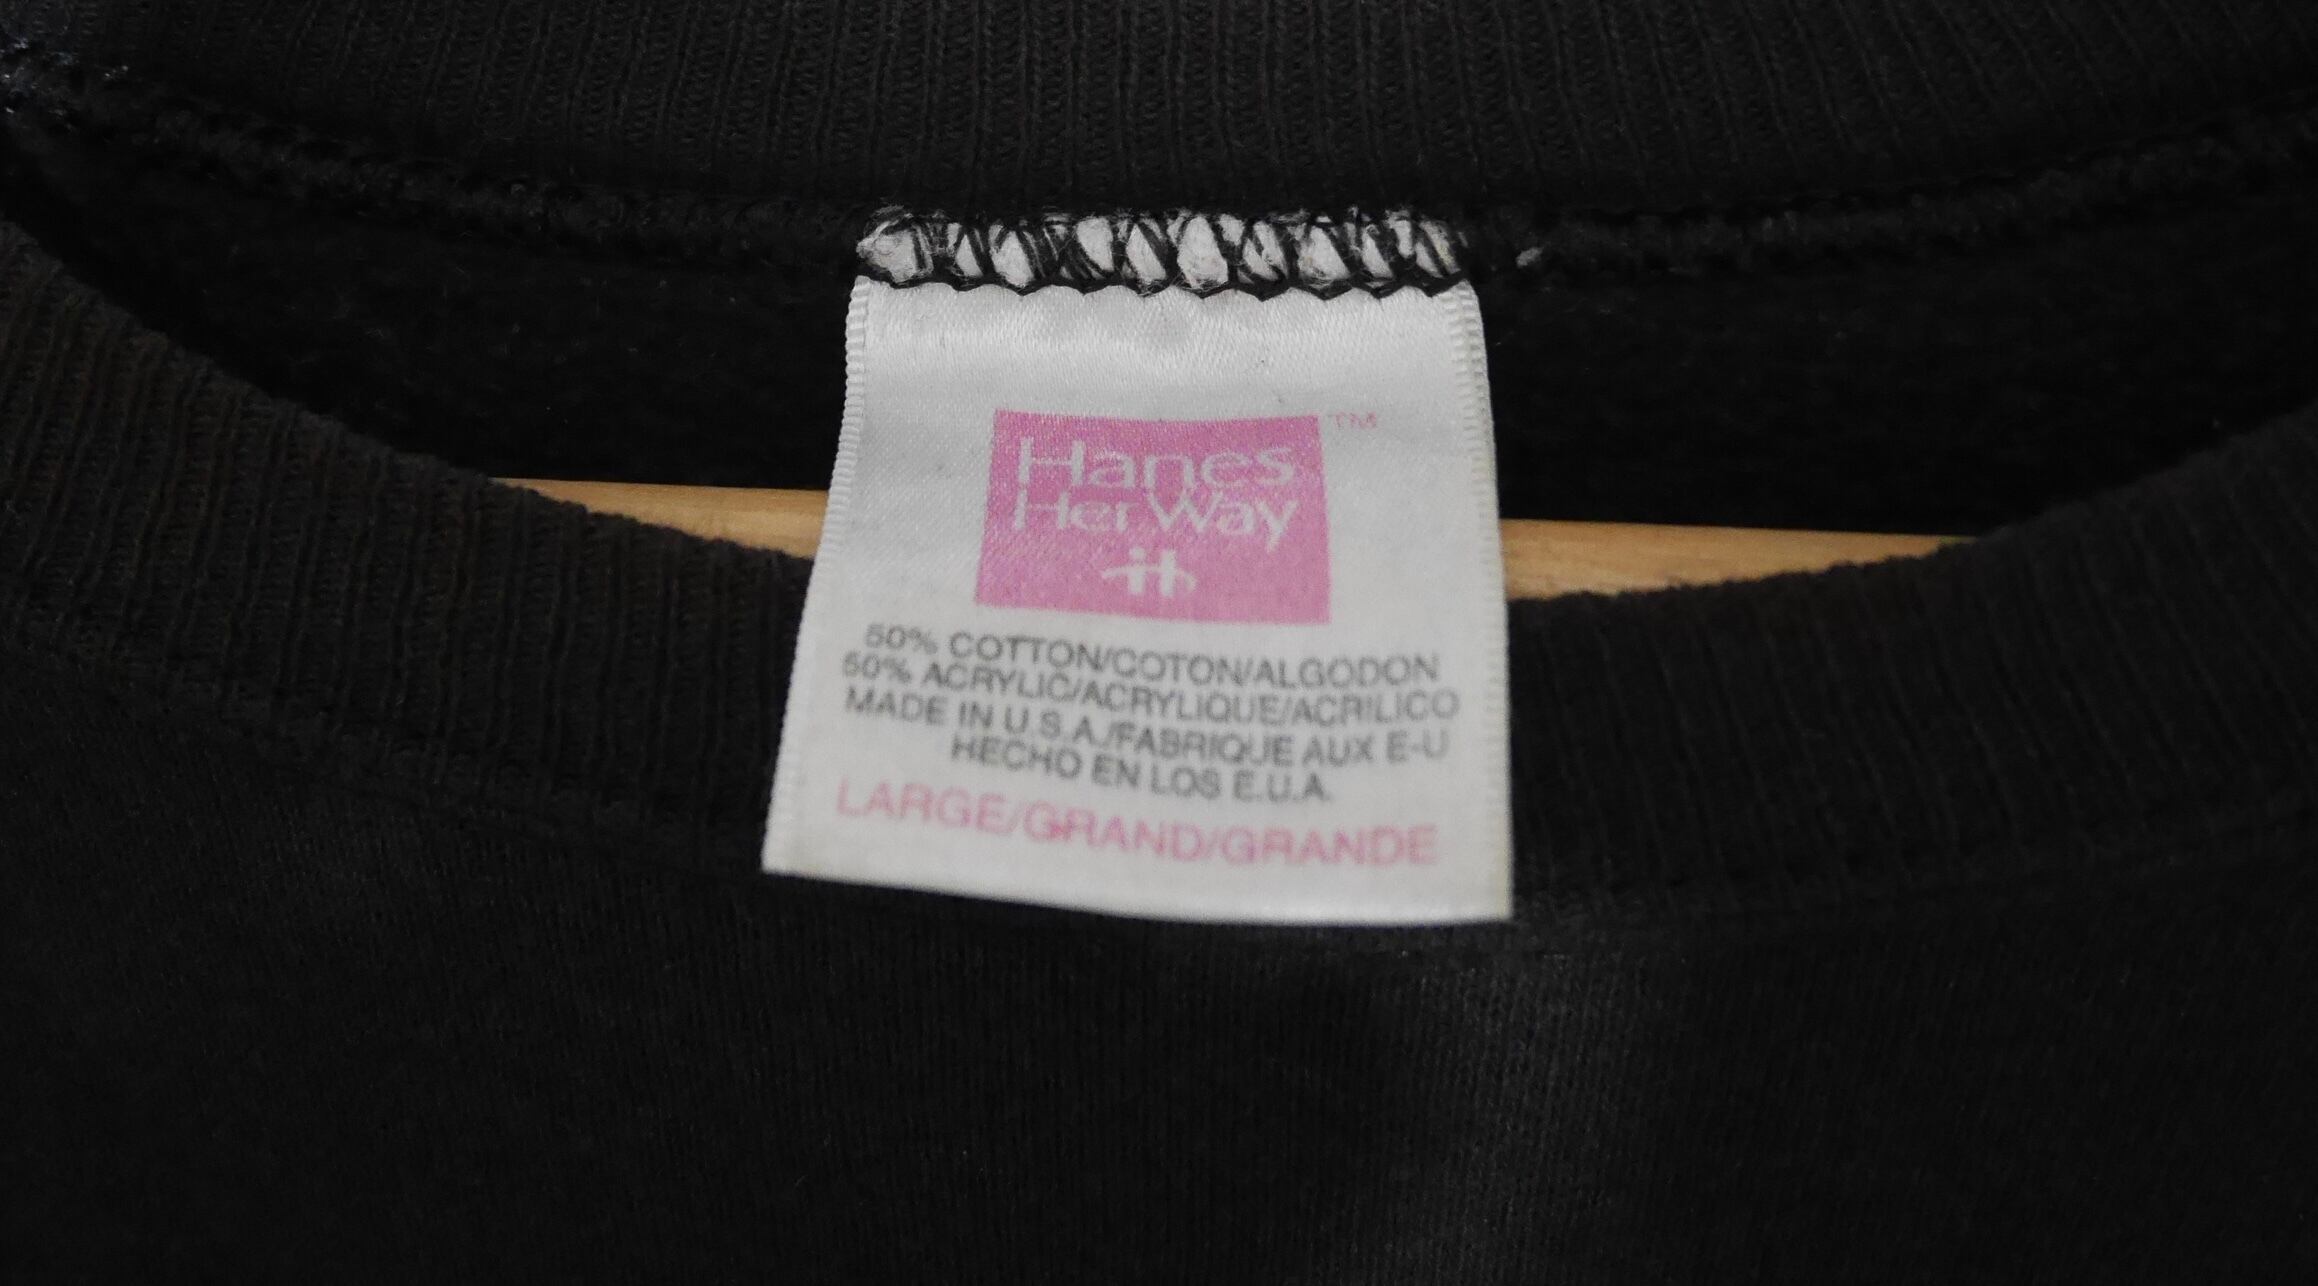 Hanes
Her Way
TM
50% COTTON/COTON/ALGODON
50% ACRYLIC/ACRYLIQUE/ACRILICO
MADE IN U.S.A./FABRIQUE AUX E-U
HECHO EN LOS E.U.A.
LARGE/GRAND/GRANDE